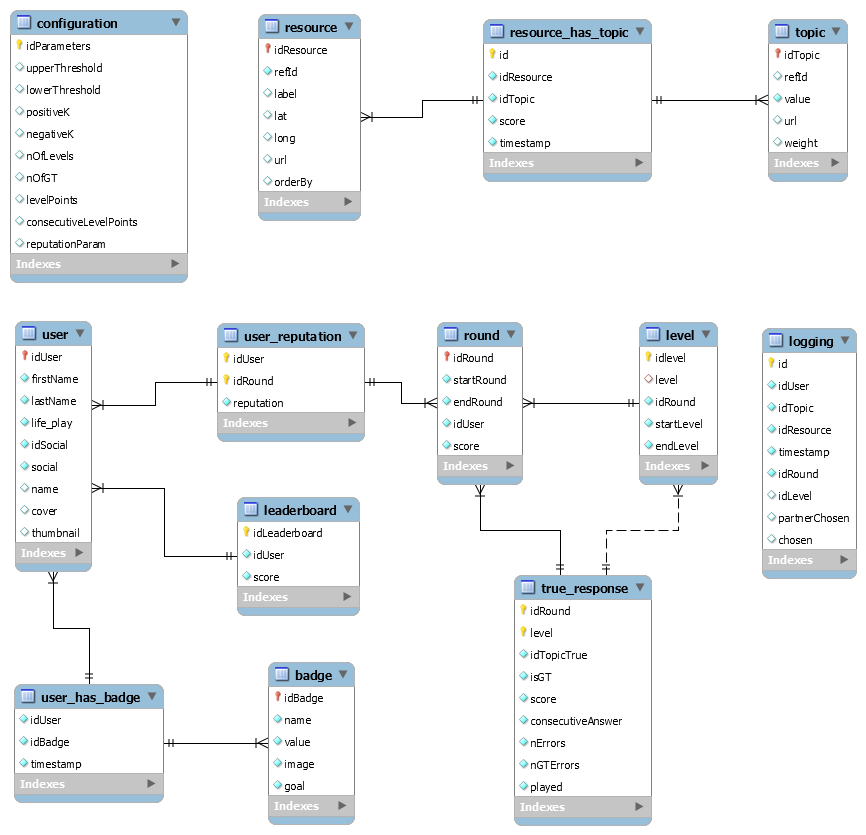 configuration
idParameters
upperThreshold
lowerThreshold
positiveK
negativeK
nOfLevels
nOfGT
levelPoints
consecutiveLevelPoints
reputationParam
Indexes
resource
idResource
refId
label
lat
long
url
orderBy
Indexes
resource_has_topic
id
idResource
idTopic
score
timestamp
Indexes
topic
idTopic
refId
value
url
weight
Indexes
user
idUser
firstName
lastName
life_play
idSocial
social
name
cover
thumbnail
Indexes
user_reputation
idUser
idRound
reputation
Indexes
round
idRound
startRound
endRound
idUser
score
Indexes
level
idlevel
level
idRound
startLevel
endLevel
Indexes
logging
id
idUser
idTopic
idResource
timestamp
idRound
idLevel
partnerChosen
chosen
Indexes
leaderboard
idLeaderboard
idUser
score
Indexes
true_response
idRound
level
idTopicTrue
isGT
score
consecutiveAnswer
nErrors
nGTErrors
played
Indexes
user_has_badge
idUser
idBadge
timestamp
Indexes
badge
idBadge
name
value
image
goal
Indexes